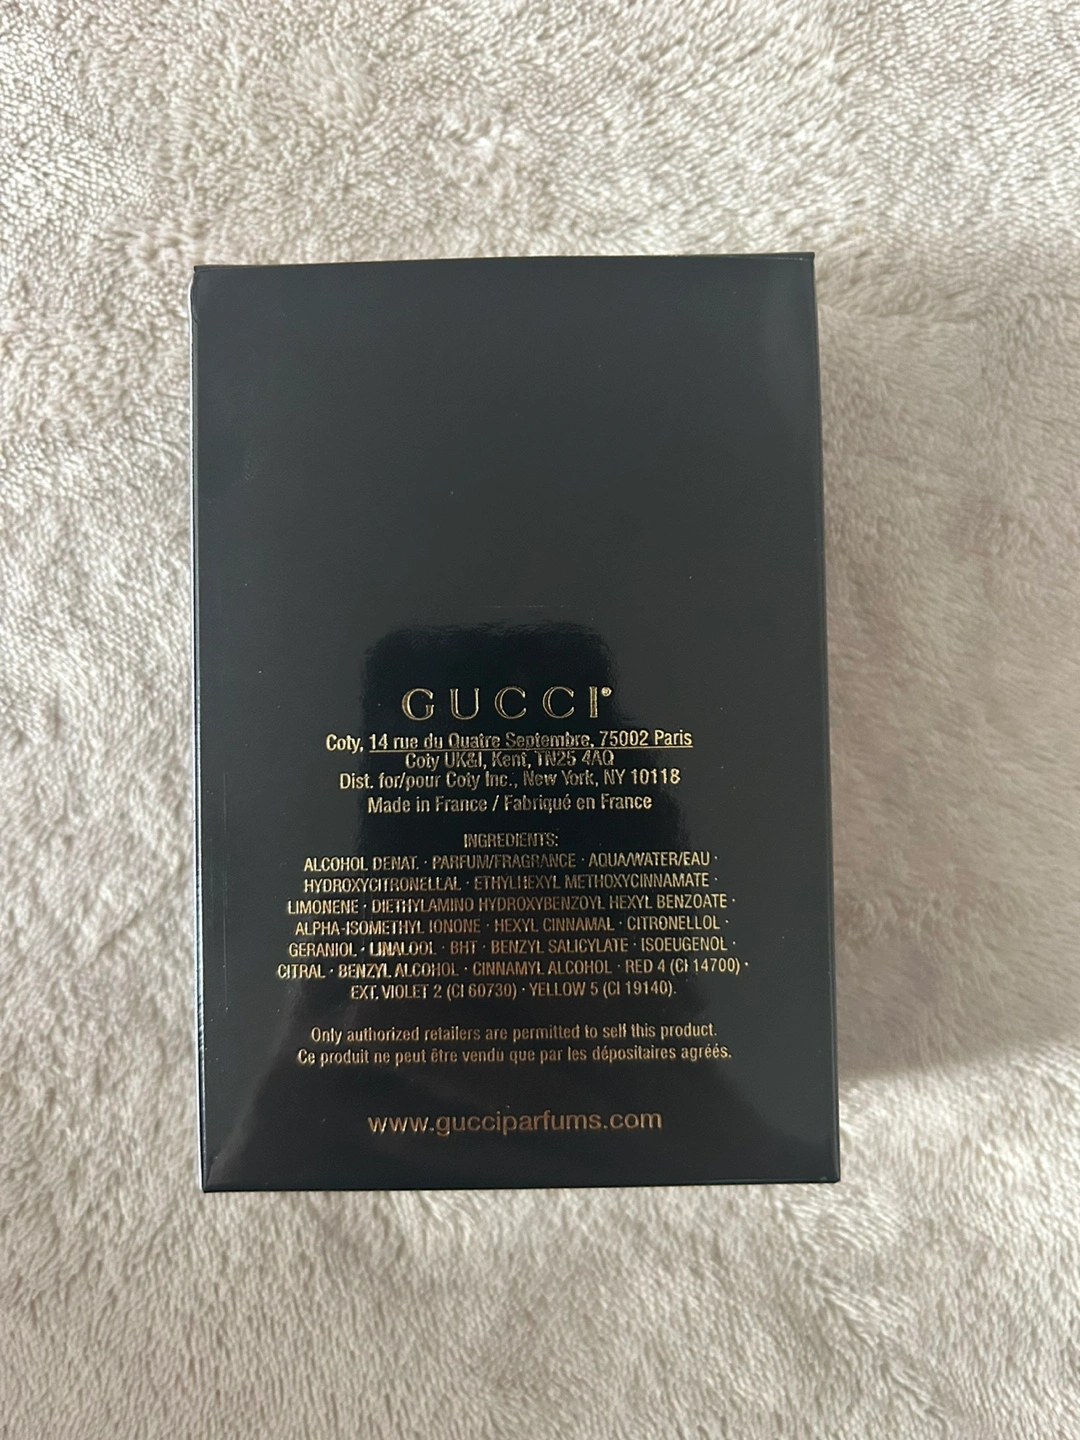 GUCCI®
Coty, 14 rue du Quatre Septembre, 75002 Paris
Coty UK&I, Kent, TN25 4AQ
Dist. for/pour Coty Inc., New York, NY 10118
Made in France / Fabriqué en France
INGREDIENTS:
ALCOHOL DENAT. · PARFUM/FRAGRANCE · AQUA/WATER/EAU ·
HYDROXYCITRONELLAL · ETHYLHEXYL METHOXYCINNAMATE ·
LIMONENE · DIETHYLAMINO HYDROXYBENZOYL HEXYL BENZOATE ·
ALPHA-ISOMETHYL IONONE · HEXYL CINNAMAL · CITRONELLOL ·
GERANIOL · LINALOOL · BHT · BENZYL SALICYLATE · ISOEUGENOL ·
CITRAL · BENZYL ALCOHOL · CINNAMYL ALCOHOL · RED 4 (CI 14700) ·
EXT. VIOLET 2 (CI 60730) · YELLOW 5 (CI 19140).
Only authorized retailers are permitted to sell this product.
Ce produit ne peut être vendu que par les dépositaires agréés.
www.gucciparfums.com